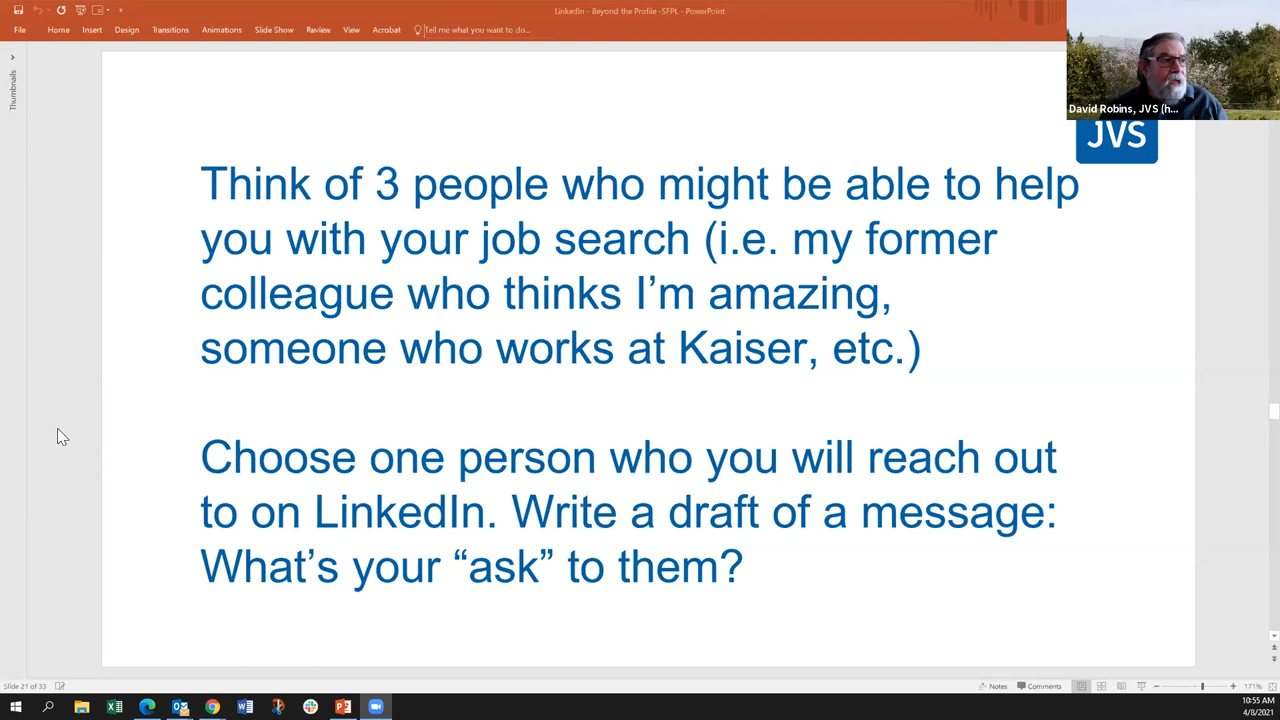 LinkedIn - Beyond the Profile -SFPL - PowerPoint
File Home Insert Design Transitions Animations Slide Show Review View Acrobat Tell me what you want to do...
Thumbnails
David Robins, JVS (h...
JVS
Think of 3 people who might be able to help
you with your job search (i.e. my former
colleague who thinks I’m amazing,
someone who works at Kaiser, etc.)
Choose one person who you will reach out
to on LinkedIn. Write a draft of a message:
What’s your “ask” to them?
Slide 21 of 33 Notes Comments 171%
10:55 AM
4/8/2021